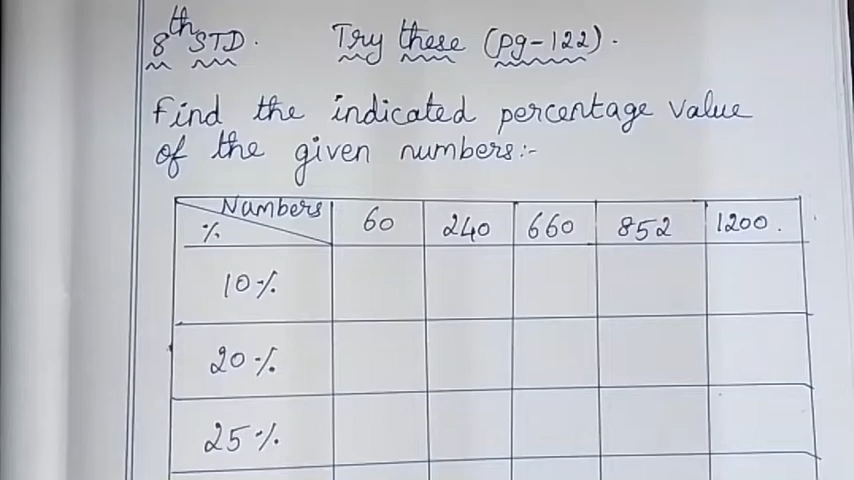 8th STD. Try these (pg-122).
Find the indicated percentage value
of the given numbers:-
Numbers
% 60 240 660 852 1200.
10%
20%
25%